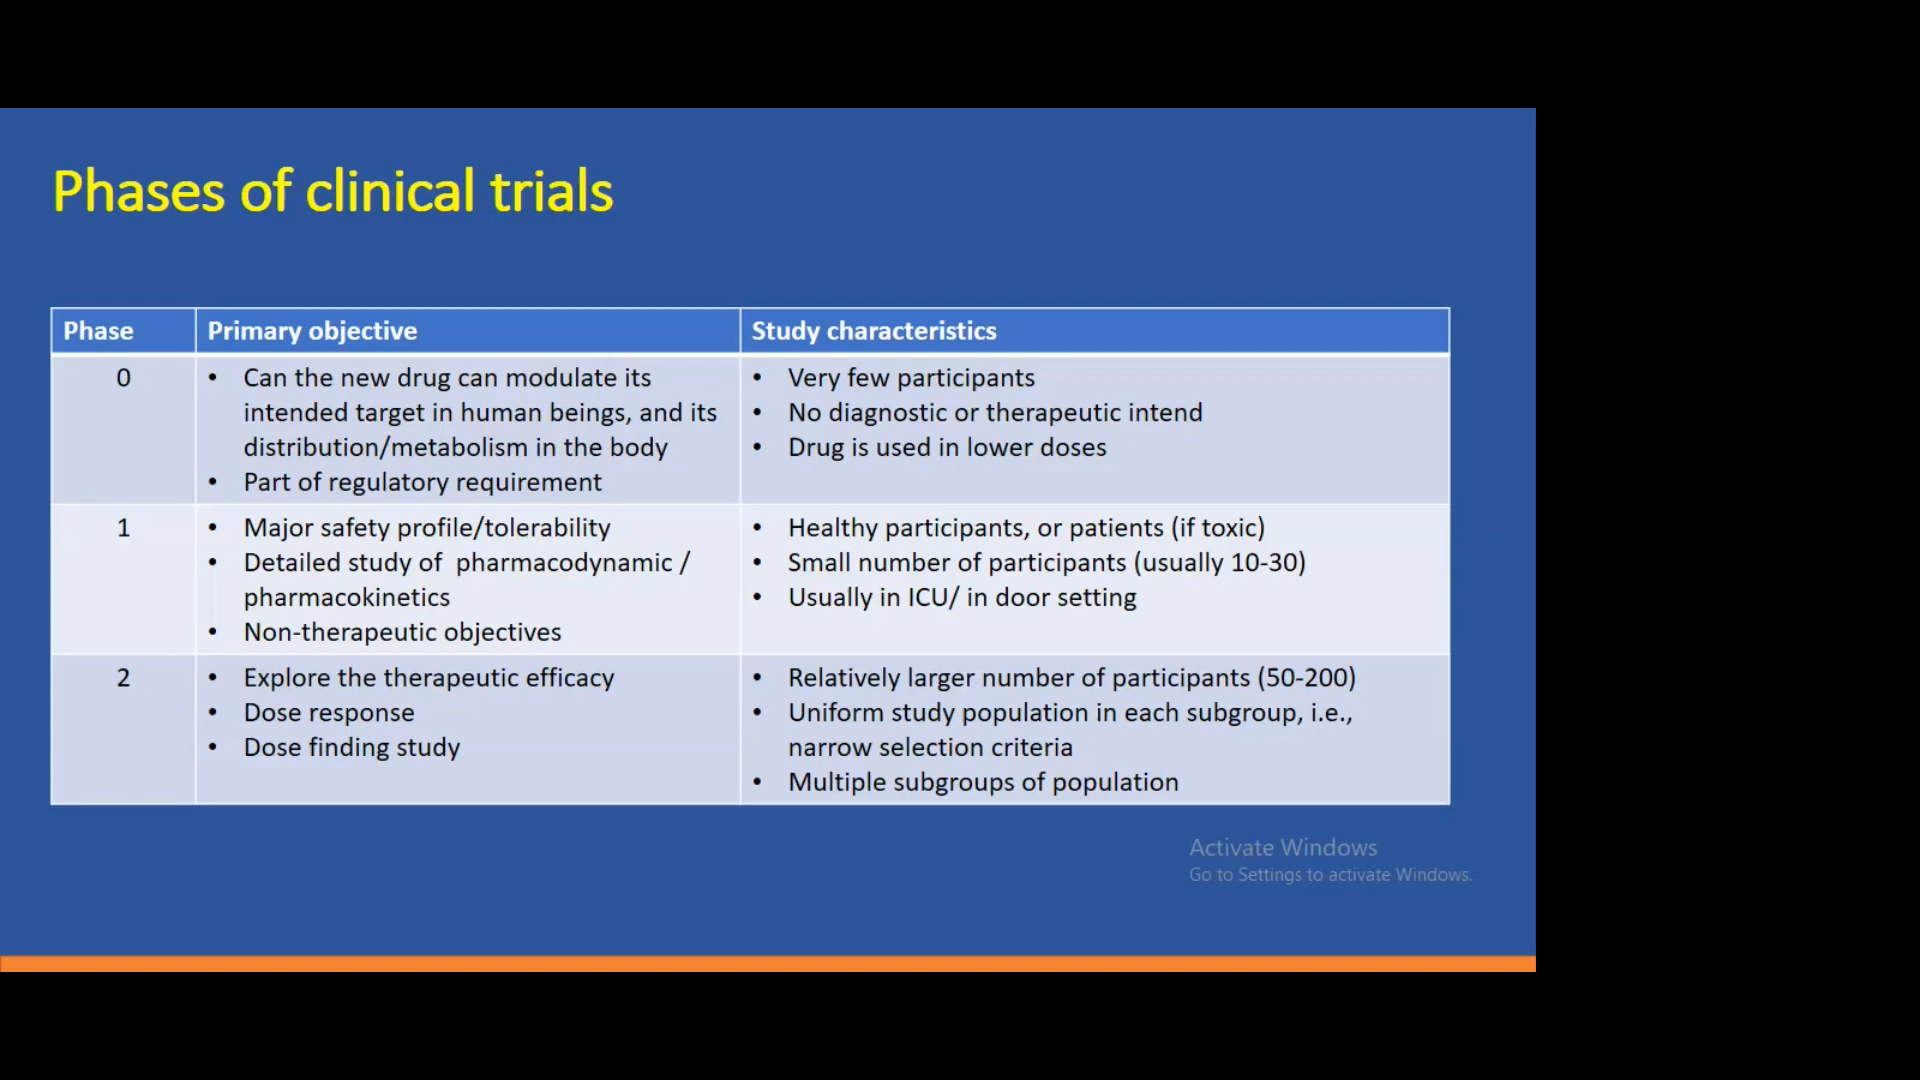 Phases of clinical trials
Phase Primary objective Study characteristics
0
• Can the new drug can modulate its
intended target in human beings, and its
distribution/metabolism in the body
• Part of regulatory requirement
• Very few participants
• No diagnostic or therapeutic intend
• Drug is used in lower doses
1
• Major safety profile/tolerability
• Detailed study of pharmacodynamic /
pharmacokinetics
• Non-therapeutic objectives
• Healthy participants, or patients (if toxic)
• Small number of participants (usually 10-30)
• Usually in ICU/ in door setting
2
• Explore the therapeutic efficacy
• Dose response
• Dose finding study
• Relatively larger number of participants (50-200)
• Uniform study population in each subgroup, i.e.,
narrow selection criteria
• Multiple subgroups of population
Activate Windows
Go to Settings to activate Windows.